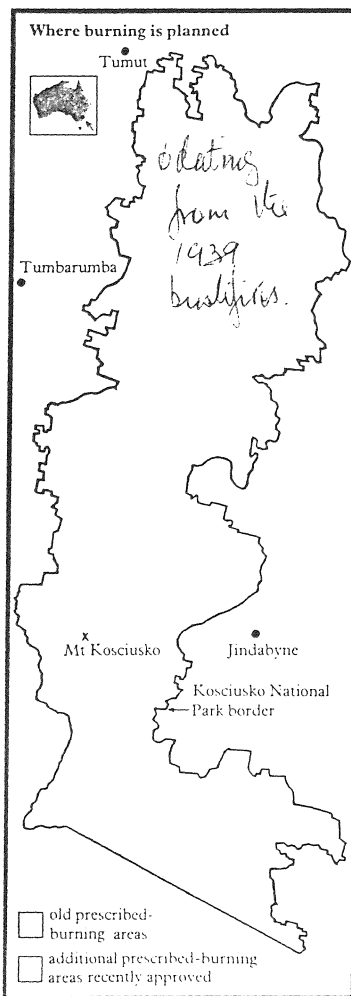 Where burning is planned
Tumut
dating
from the
1939
bushfires.
Tumbarumba
x
Mt Kosciusko
Jindabyne
Kosciusko National
Park border
old prescribed-
burning areas
additional prescribed-burning
areas recently approved